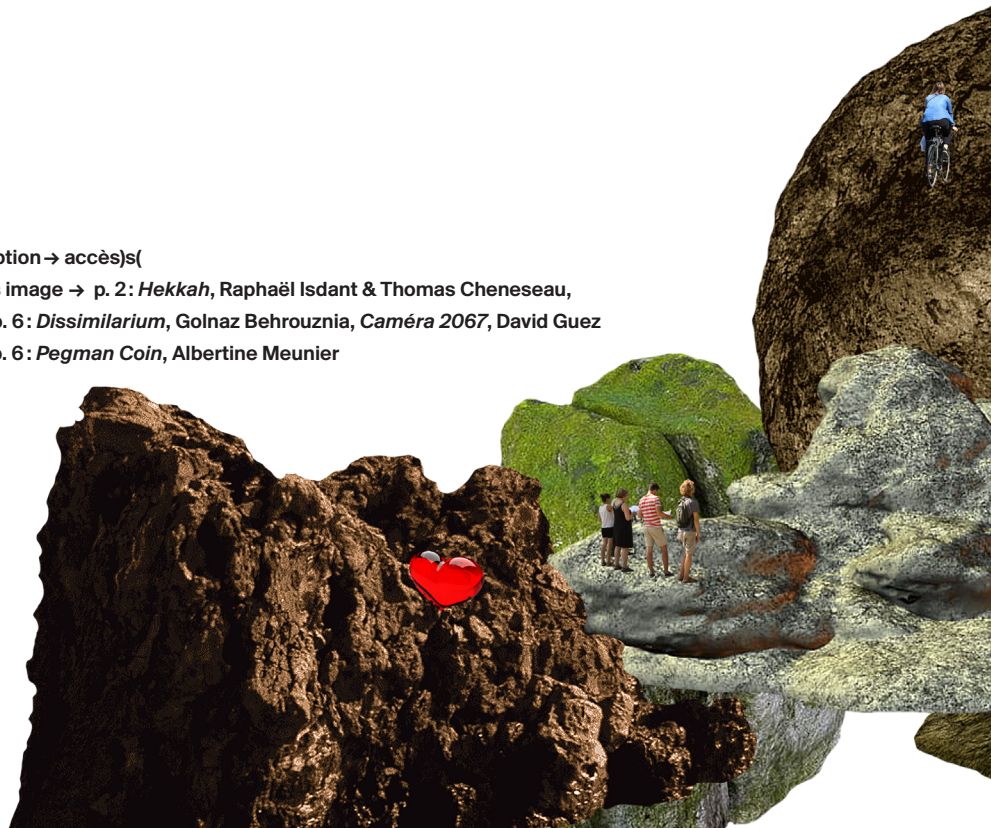 ption → accès)s(
s image → p. 2 : Hekkah, Raphaël Isdant & Thomas Cheneseau,
p. 6 : Dissimilarium, Golnaz Behrouznia, Caméra 2067, David Guez
p. 6 : Pegman Coin, Albertine Meunier